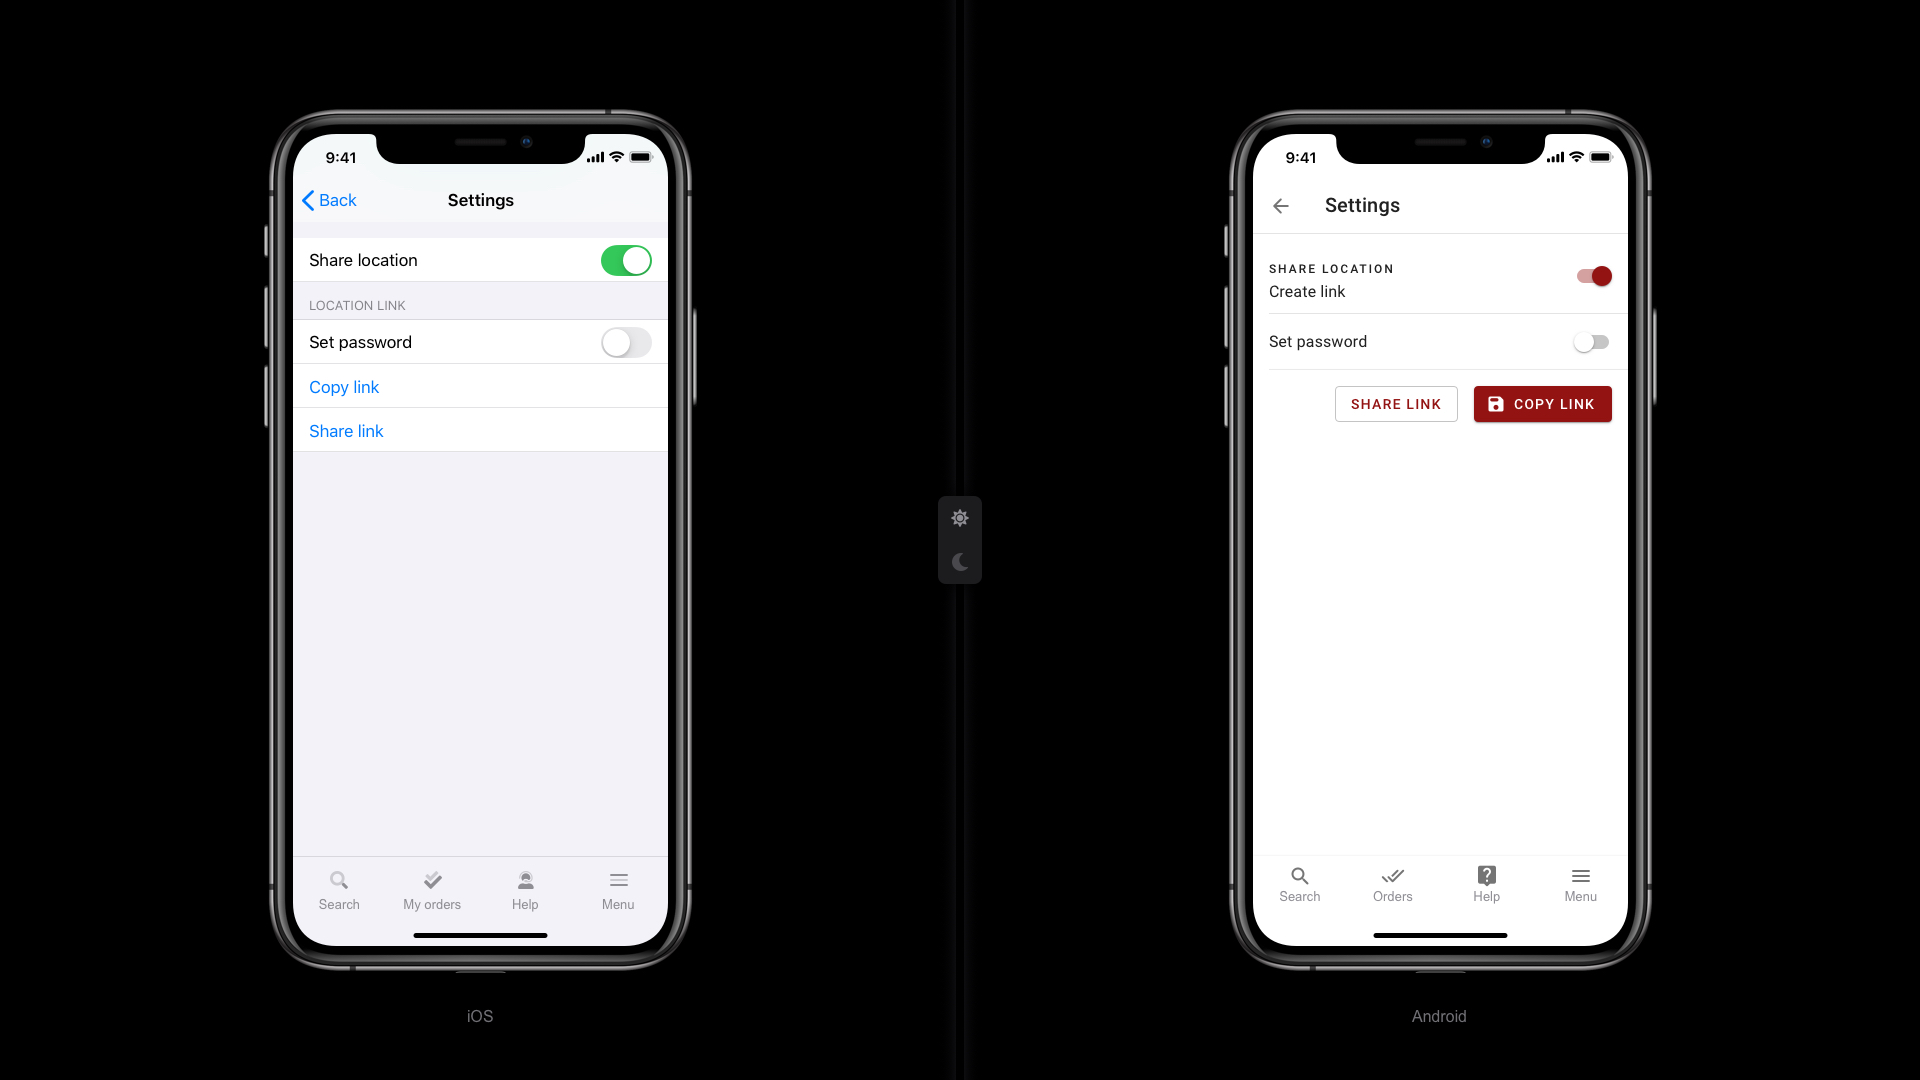 9:41
Back
Settings
Share location
LOCATION LINK
Set password
Copy link
Share link
Search
My orders
Help
Menu
iOS
9:41
Settings
SHARE LOCATION
Create link
Set password
SHARE LINK
COPY LINK
Search
Orders
Help
Menu
Android